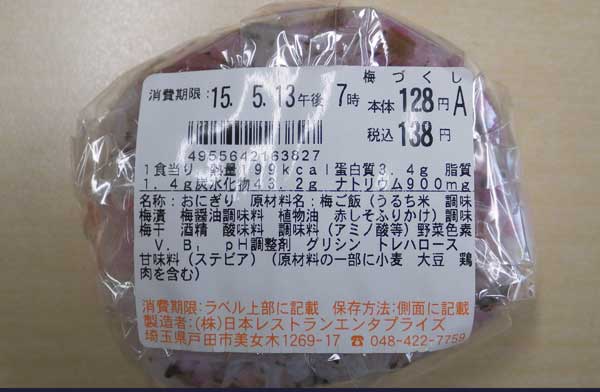 梅づくし
消費期限:15. 5.13午後 7時 本体 128円 A
税込 138円
4955642163827
1食当り 熱量199kcal蛋白質3.4g 脂質
1.4g炭水化物43.2g ナトリウム900mg
名称:おにぎり 原材料名:梅ご飯(うるち米 調味
梅漬 梅醤油調味料 植物油 赤しそふりかけ)調味
梅干 酒精 酸味料 調味料(アミノ酸等)野菜色素
V.B₁ pH調整剤 グリシン トレハロース
甘味料(ステビア)(原材料の一部に小麦 大豆 鶏
肉を含む)
消費期限:ラベル上部に記載 保存方法:側面に記載
製造者:(株)日本レストランエンタプライズ
埼玉県戸田市美女木1269-17 ☎ 048-422-7759